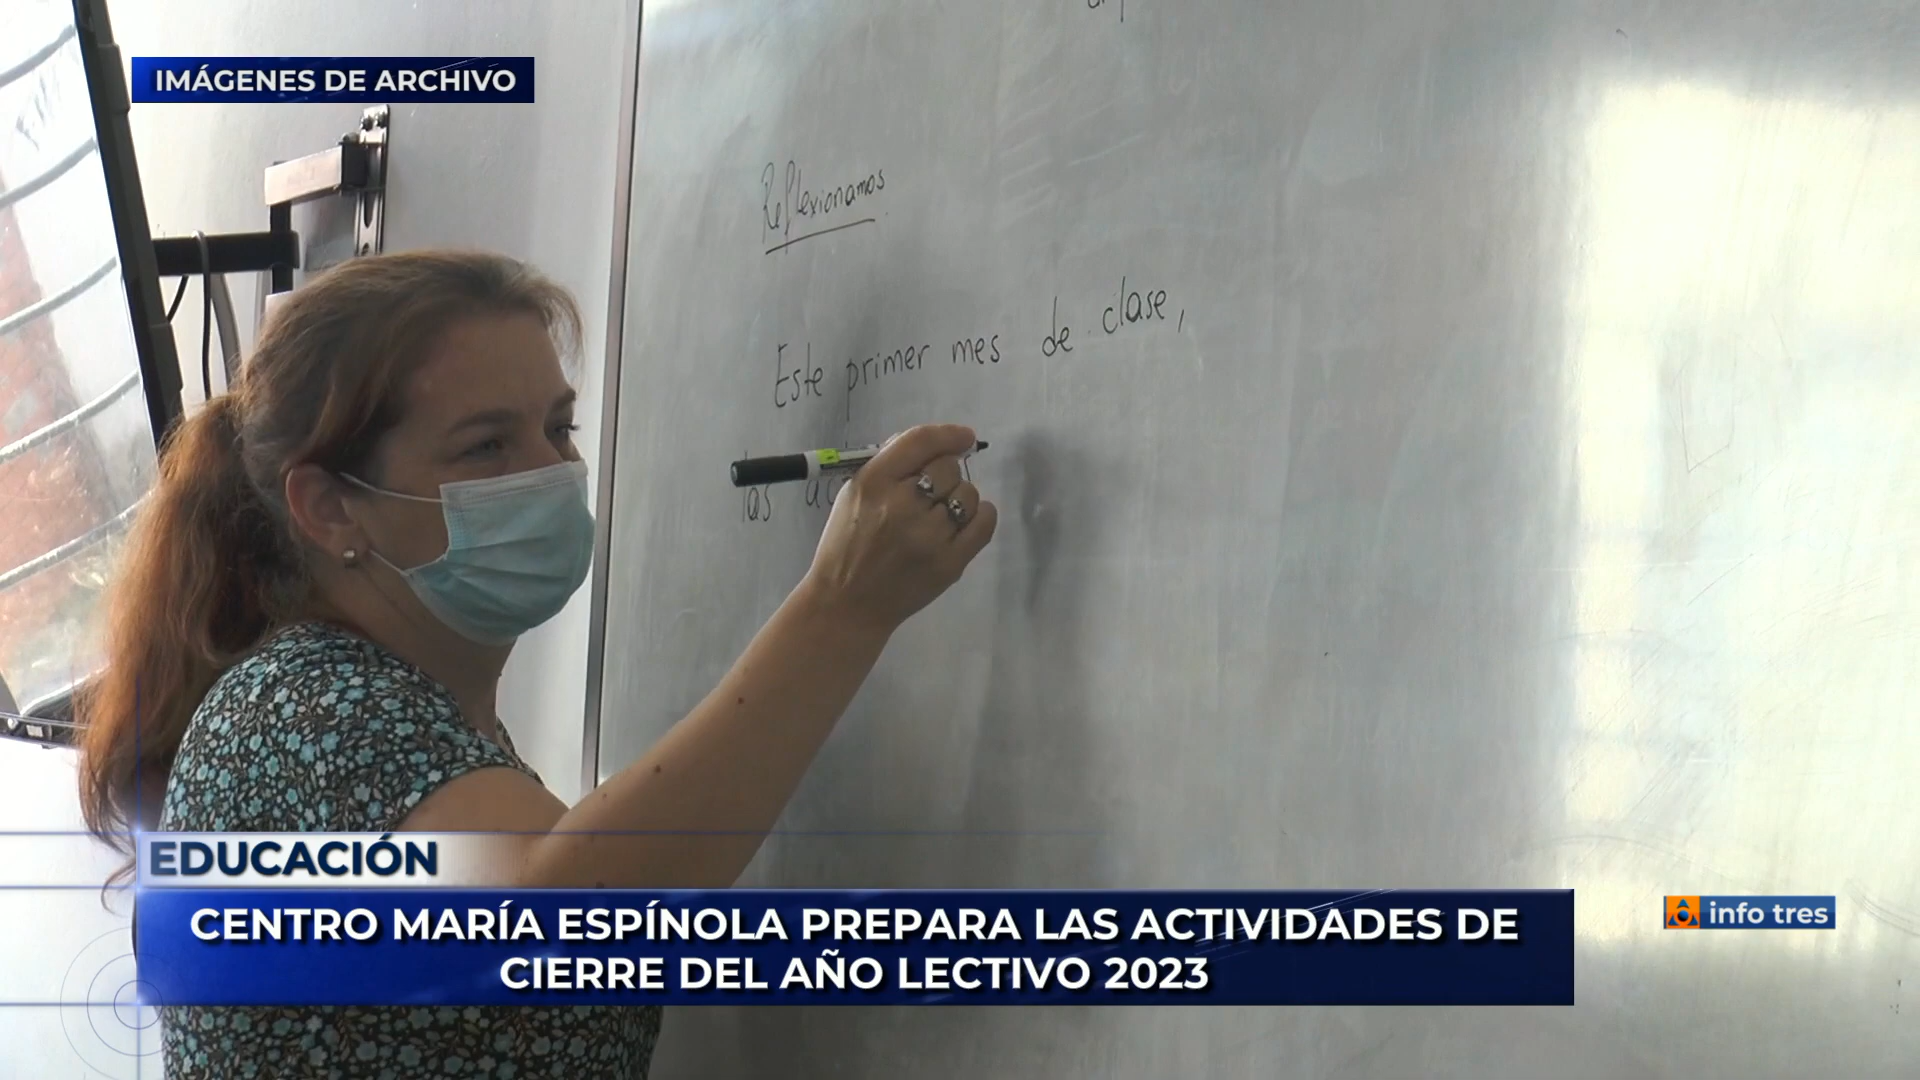 IMÁGENES DE ARCHIVO
Reflexionamos
Este primer mes de clase,
las
EDUCACIÓN
CENTRO MARÍA ESPÍNOLA PREPARA LAS ACTIVIDADES DE
CIERRE DEL AÑO LECTIVO 2023
info tres